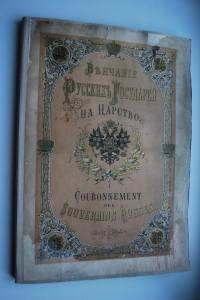 Вѣнчаніе
Русскихъ Государей
на Царство
Couronnement
des
Souverains Russes